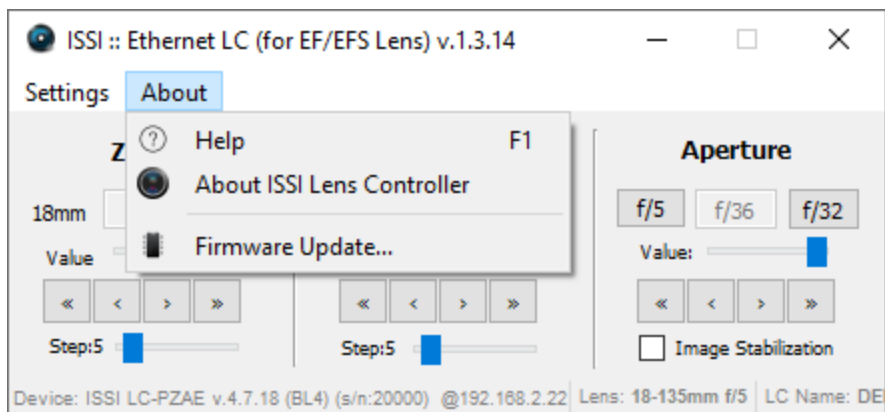 ISSI :: Ethernet LC (for EF/EFS Lens) v.1.3.14
Settings About
Help F1
About ISSI Lens Controller
Firmware Update...
Aperture
18mm
f/5 f/36 f/32
Value
Value:
« < > »
« < > »
« < > »
Step:5
Step:5
Image Stabilization
Device: ISSI LC-PZAE v.4.7.18 (BL4) (s/n:20000) @192.168.2.22 Lens: 18-135mm f/5 LC Name: